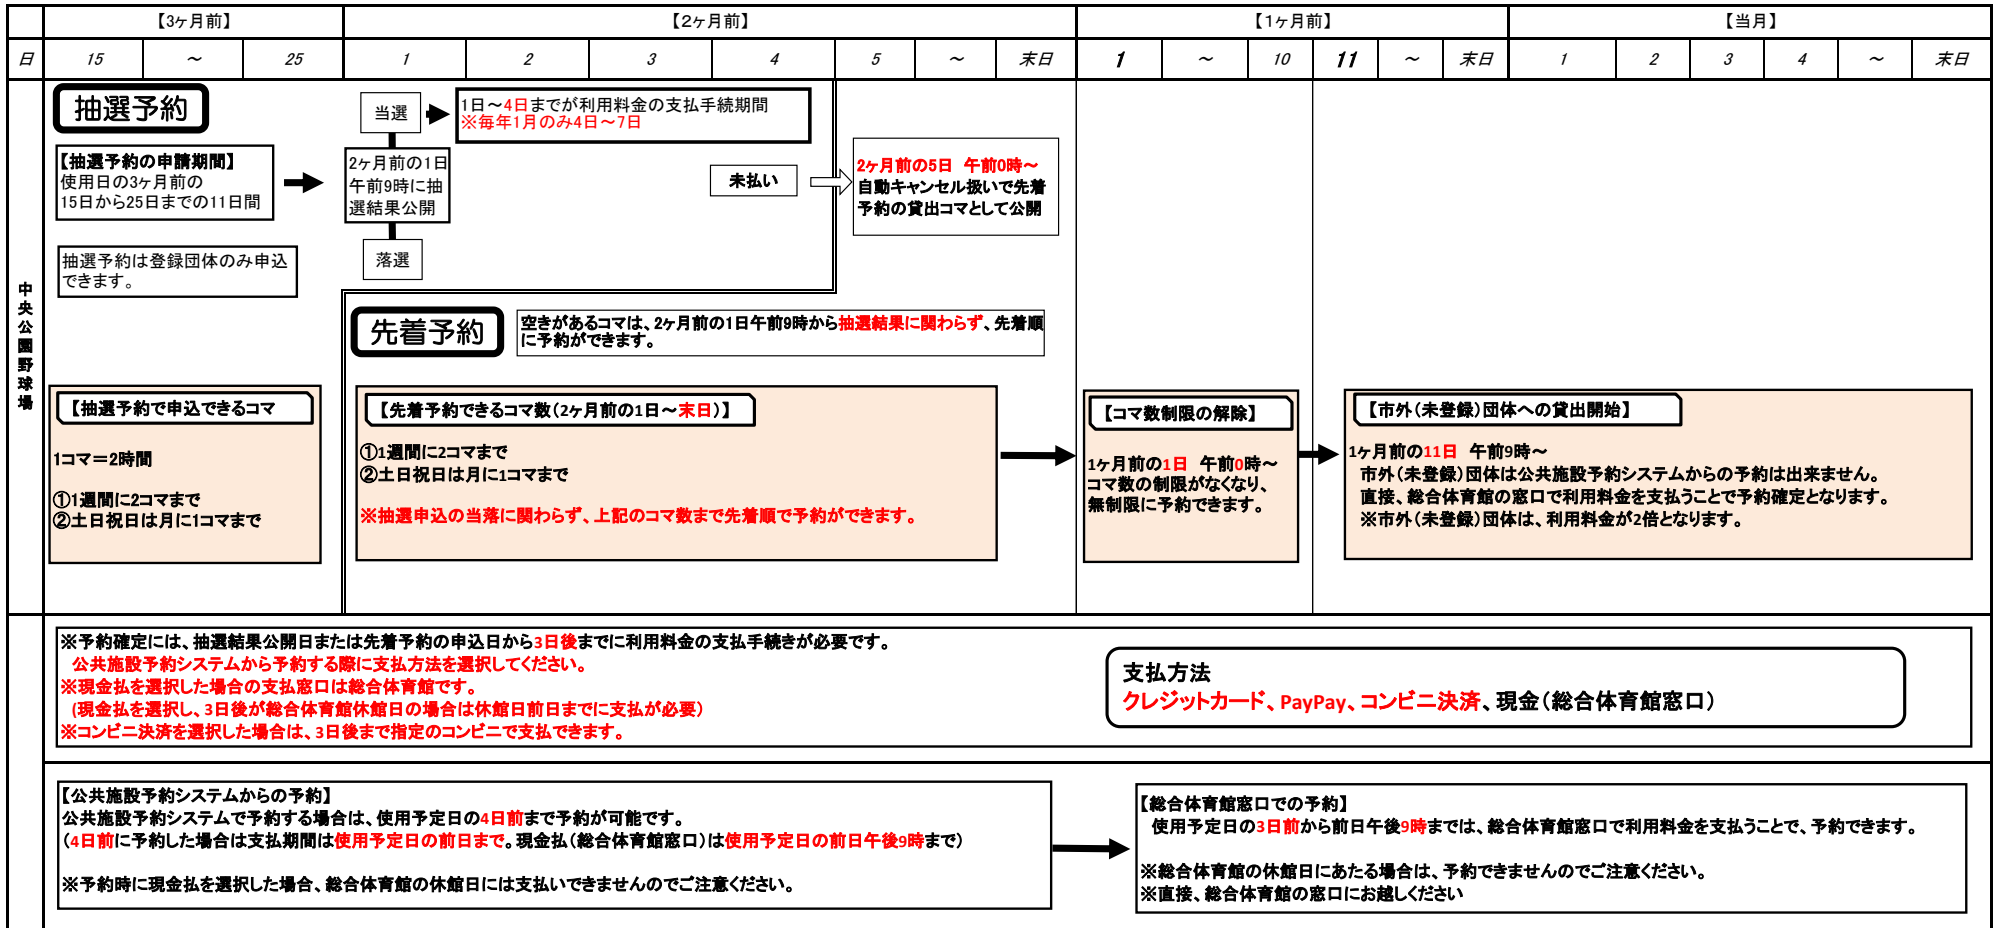 【3ヶ月前】
【2ヶ月前】
【1ヶ月前】
【当月】
日
15
～
25
1
2
3
4
5
～
末日
1
～
10
11
～
末日
1
2
3
4
～
末日
中央公園野球場
抽選予約
【抽選予約の申請期間】
使用日の3ヶ月前の
15日から25日までの11日間
抽選予約は登録団体のみ申込
できます。
当選
2ヶ月前の1日
午前9時に抽
選結果公開
落選
1日～4日までが利用料金の支払手続期間
※毎年1月のみ4日～7日
未払い
2ヶ月前の5日 午前0時～
自動キャンセル扱いで先着
予約の貸出コマとして公開
先着予約
空きがあるコマは、2ヶ月前の1日午前9時から抽選結果に関わらず、先着順
に予約ができます。
【抽選予約で申込できるコマ
1コマ＝2時間
①1週間に2コマまで
②土日祝日は月に1コマまで
【先着予約できるコマ数（2ヶ月前の1日～末日）】
①1週間に2コマまで
②土日祝日は月に1コマまで
※抽選申込の当落に関わらず、上記のコマ数まで先着順で予約ができます。
【コマ数制限の解除】
1ヶ月前の1日 午前0時～
コマ数の制限がなくなり、
無制限に予約できます。
【市外（未登録）団体への貸出開始】
1ヶ月前の11日 午前9時～
市外（未登録）団体は公共施設予約システムからの予約は出来ません。
直接、総合体育館の窓口で利用料金を支払うことで予約確定となります。
※市外（未登録）団体は、利用料金が2倍となります。
※予約確定には、抽選結果公開日または先着予約の申込日から3日後までに利用料金の支払手続きが必要です。
公共施設予約システムから予約する際に支払方法を選択してください。
※現金払を選択した場合の支払窓口は総合体育館です。
(現金払を選択し、3日後が総合体育館休館日の場合は休館日前日までに支払が必要）
※コンビニ決済を選択した場合は、3日後まで指定のコンビニで支払できます。
支払方法
クレジットカード、PayPay、コンビニ決済、現金（総合体育館窓口）
【公共施設予約システムからの予約】
公共施設予約システムで予約する場合は、使用予定日の4日前まで予約が可能です。
（4日前に予約した場合は支払期間は使用予定日の前日まで。現金払（総合体育館窓口）は使用予定日の前日午後9時まで）
※予約時に現金払を選択した場合、総合体育館の休館日には支払いできませんのでご注意ください。
【総合体育館窓口での予約】
使用予定日の3日前から前日午後9時までは、総合体育館窓口で利用料金を支払うことで、予約できます。
※総合体育館の休館日にあたる場合は、予約できませんのでご注意ください。
※直接、総合体育館の窓口にお越しください